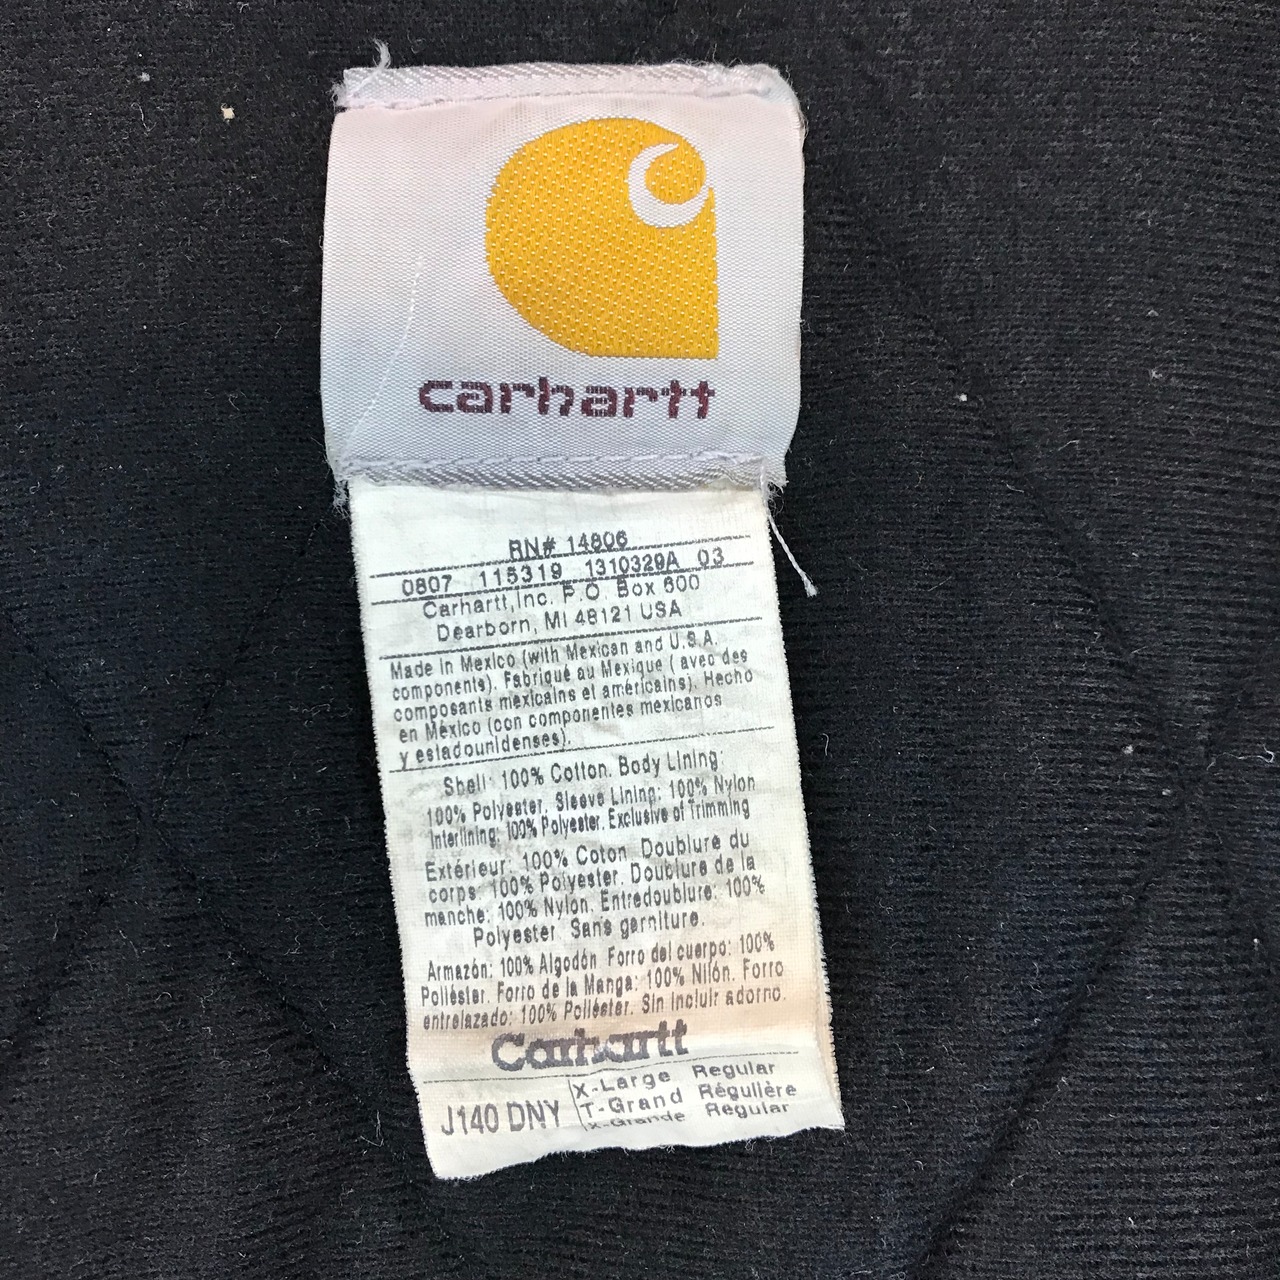 carhartt
RN# 14806
0807 115319 1310329A 03
Carhartt,Inc. P.O. Box 600
Dearborn, MI 48121 USA
Made in Mexico (with Mexican and U.S.A.
components). Fabriqué au Mexique ( avec des
composants mexicains et américains). Hecho
en México (con componentes mexicanos
y estadounidenses).
Shell: 100% Cotton. Body Lining:
100% Polyester. Sleeve Lining: 100% Nylon
Interlining: 100% Polyester. Exclusive of Trimming
Extérieur: 100% Coton. Doublure du
corps: 100% Polyester. Doublure de la
manche: 100% Nylon. Entredoublure: 100%
Polyester. Sans garniture.
Armazón: 100% Algodón. Forro del cuerpo: 100%
Poliéster. Forro de la Manga: 100% Nilón. Forro
entrelazado: 100% Poliéster. Sin incluir adorno.
Carhartt
J140 DNY
X-Large Regular
T-Grand Régulière
X-Grande Regular